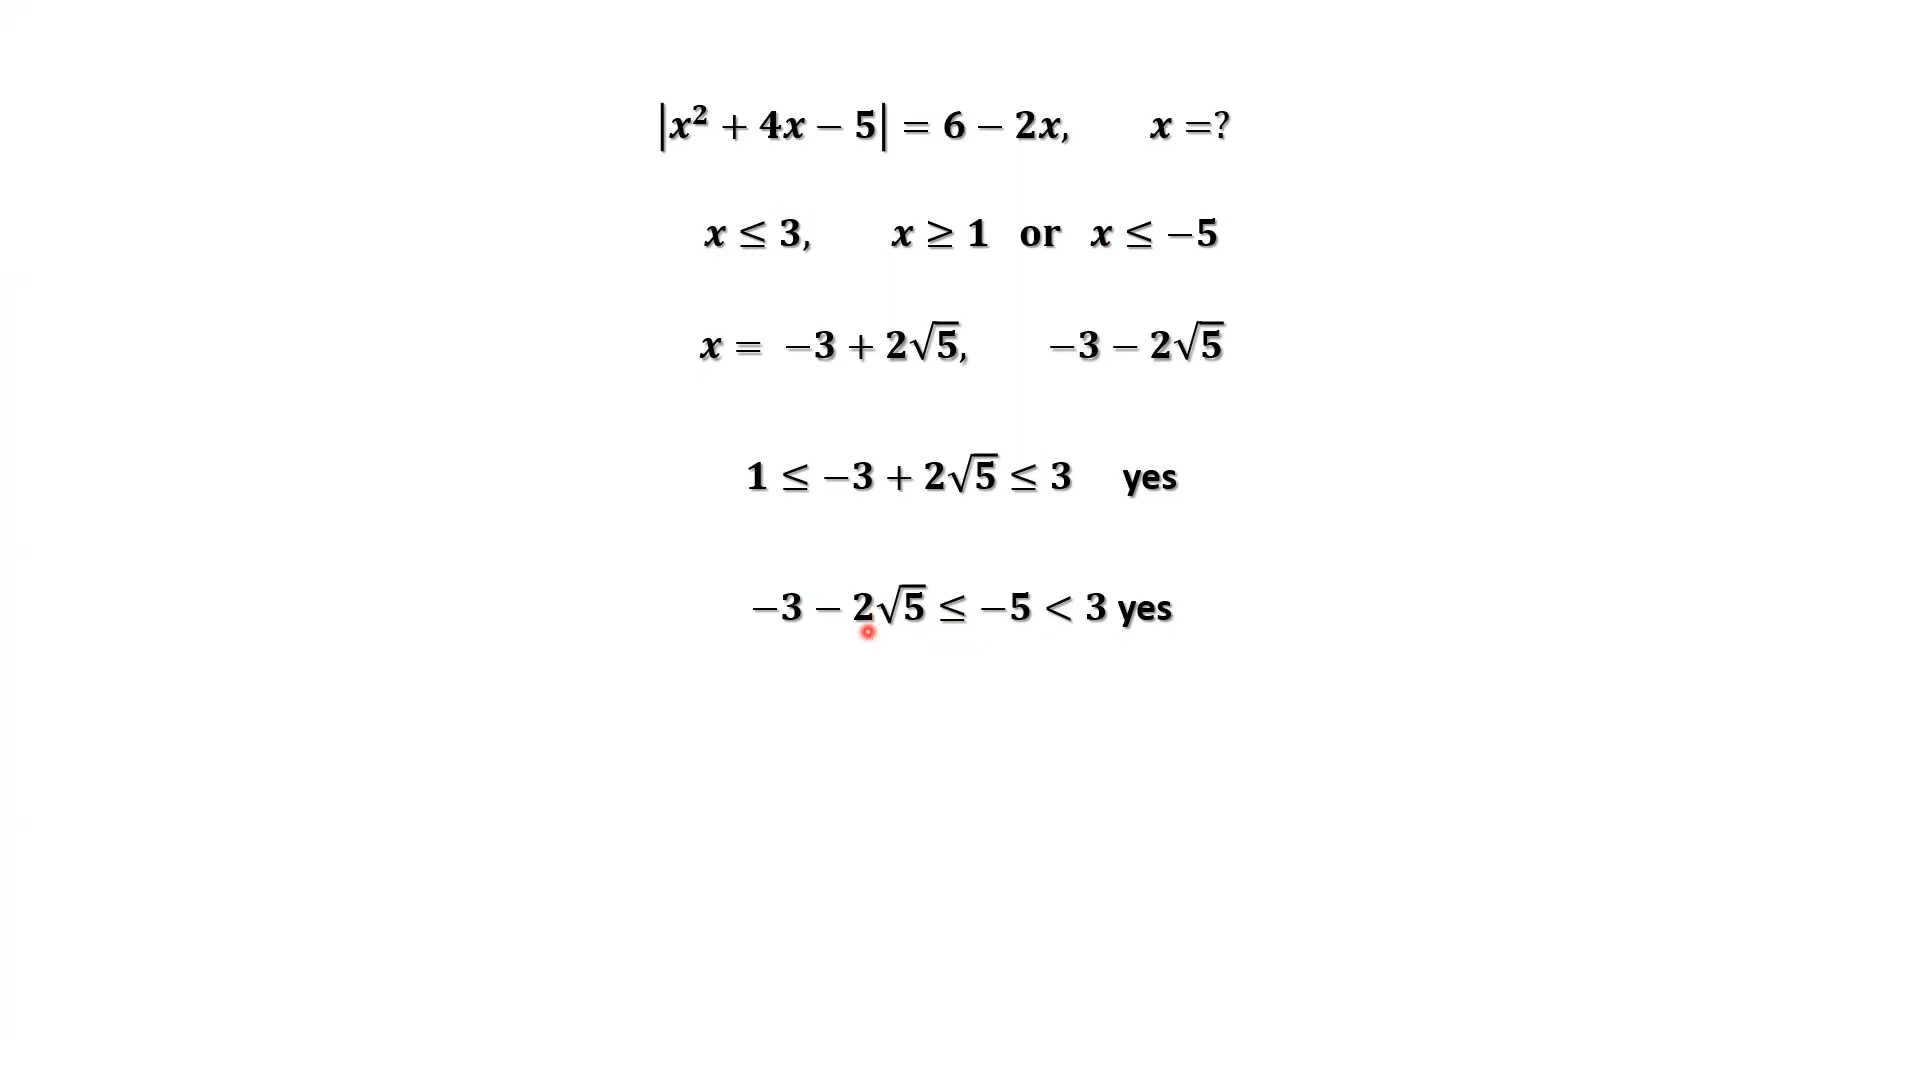 |x² + 4x − 5| = 6 − 2x, x =?
x ≤ 3, x ≥ 1 or x ≤ −5
x = −3 + 2√5, −3 − 2√5
1 ≤ −3 + 2√5 ≤ 3 yes
−3 − 2√5 ≤ −5 < 3 yes